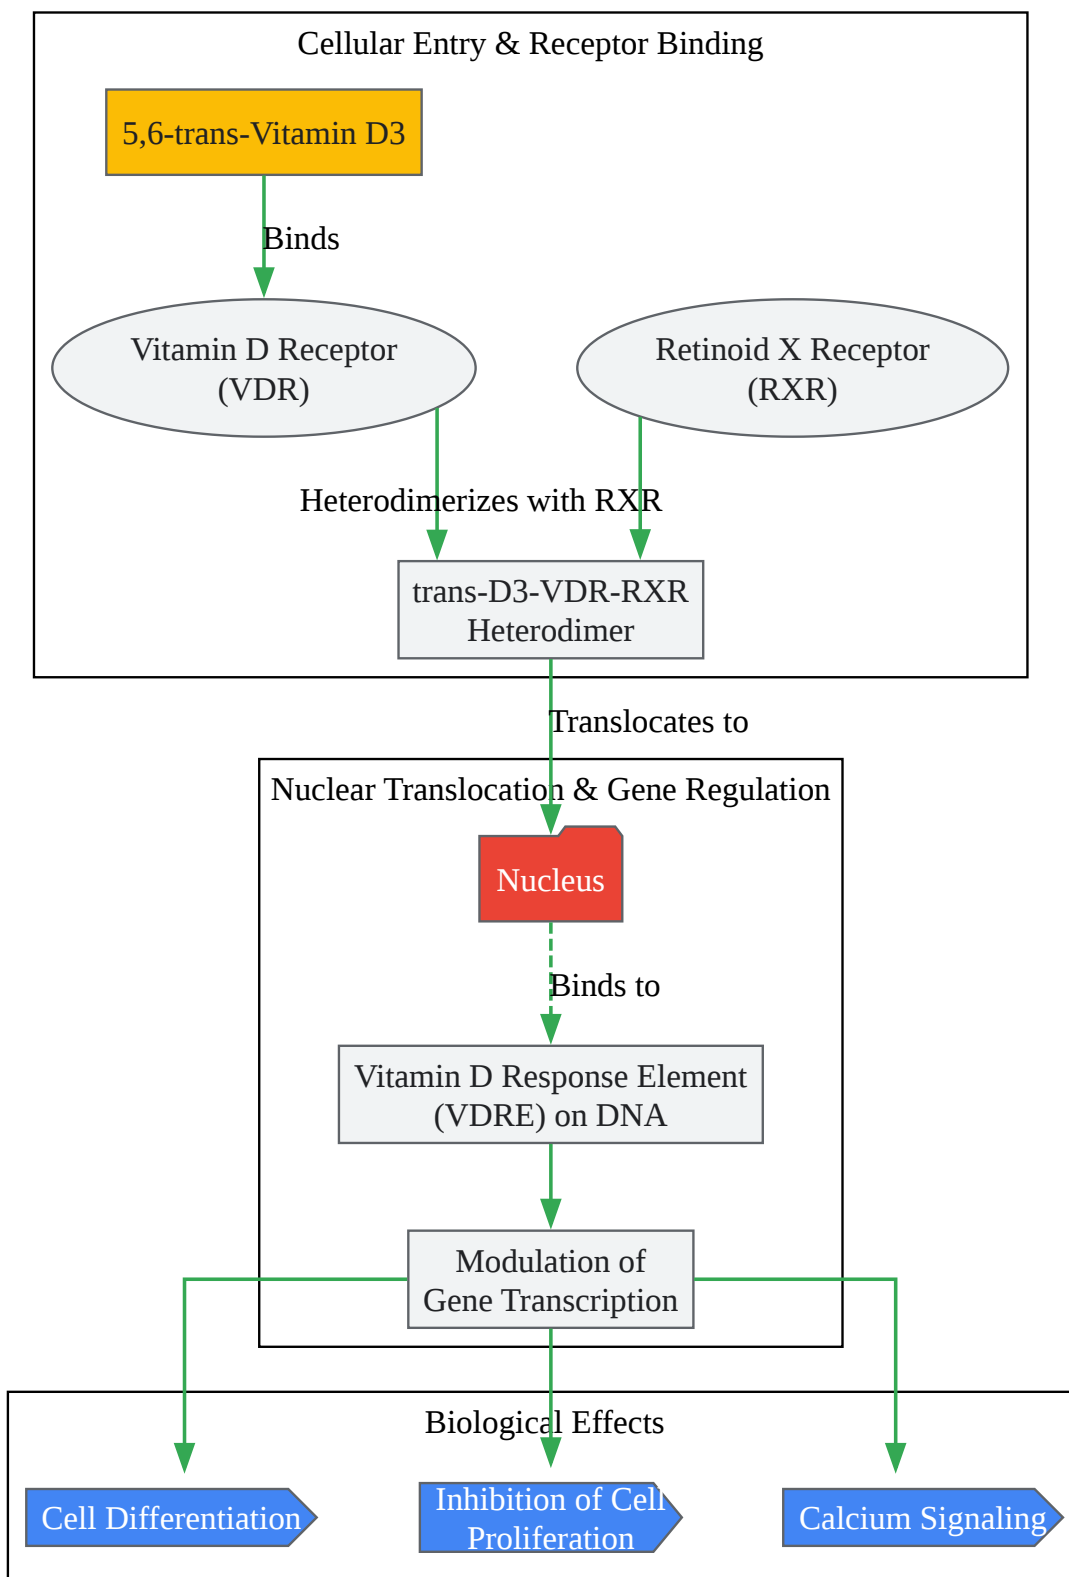 Cellular Entry & Receptor Binding
5,6-trans-Vitamin D3
Binds
Vitamin D Receptor
(VDR)
Retinoid X Receptor
(RXR)
Heterodimerizes with RXR
trans-D3-VDR-RXR
Heterodimer
Translocates to
Nuclear Translocation & Gene Regulation
Nucleus
Binds to
Vitamin D Response Element
(VDRE) on DNA
Modulation of
Gene Transcription
Biological Effects
Cell Differentiation
Inhibition of Cell
Proliferation
Calcium Signaling